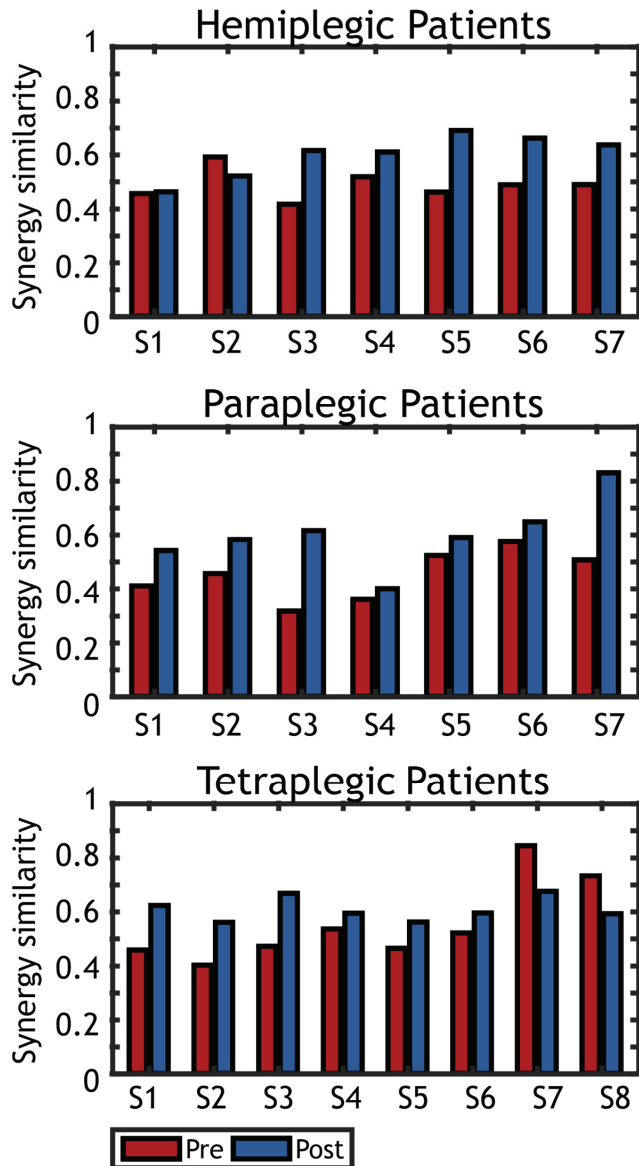 Hemiplegic Patients
Synergy similarity
1
0.8
0.6
0.4
0.2
0
S1 S2 S3 S4 S5 S6 S7
Paraplegic Patients
Synergy similarity
1
0.8
0.6
0.4
0.2
0
S1 S2 S3 S4 S5 S6 S7
Tetraplegic Patients
Synergy similarity
1
0.8
0.6
0.4
0.2
0
S1 S2 S3 S4 S5 S6 S7 S8
Pre Post